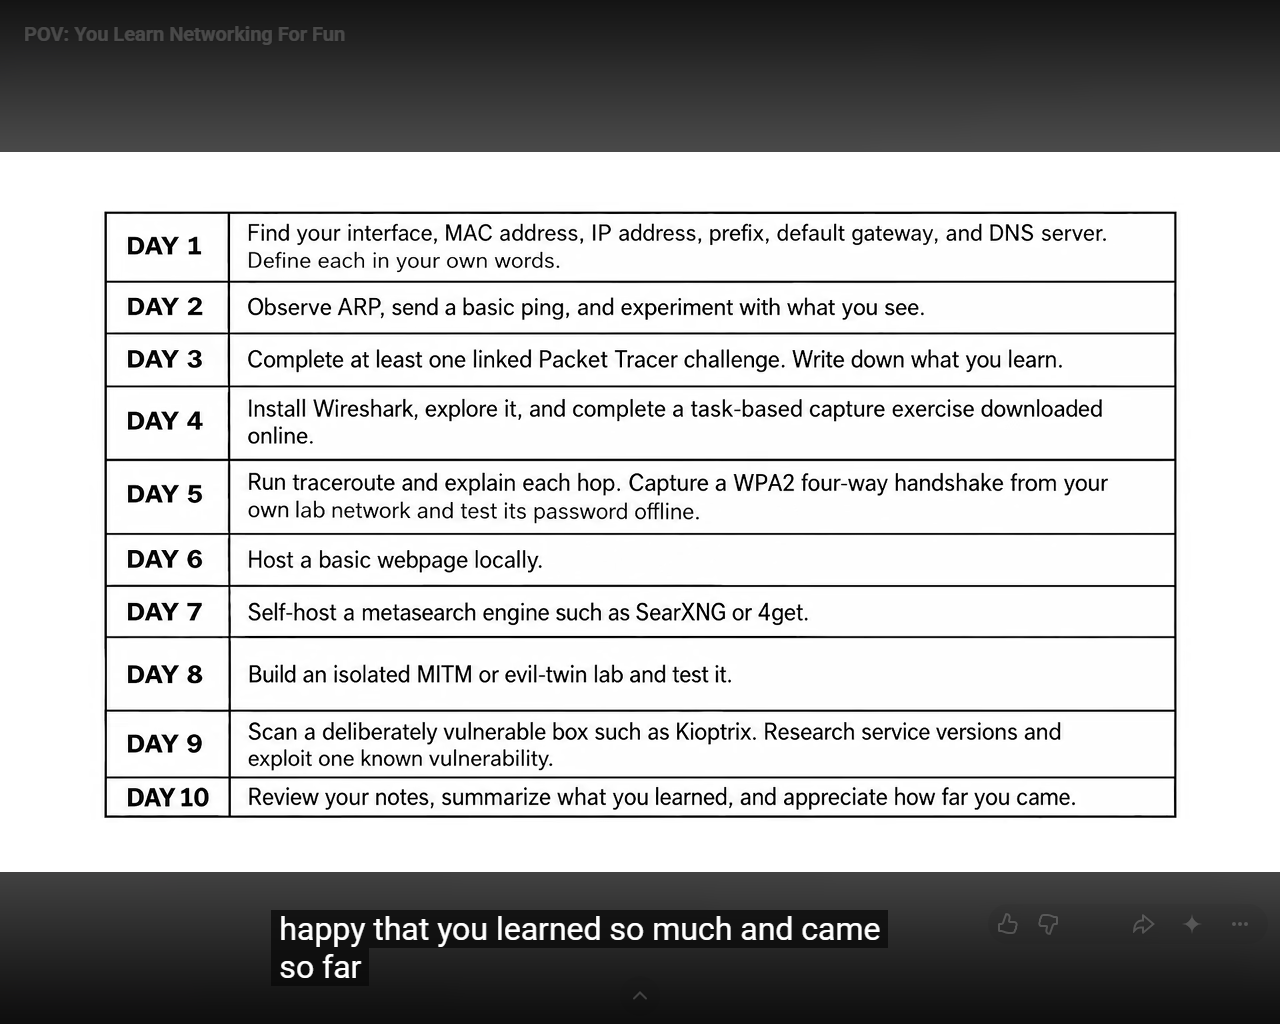 POV: You Learn Networking For Fun
DAY 1
Find your interface, MAC address, IP address, prefix, default gateway, and DNS server.
Define each in your own words.
DAY 2
Observe ARP, send a basic ping, and experiment with what you see.
DAY 3
Complete at least one linked Packet Tracer challenge. Write down what you learn.
DAY 4
Install Wireshark, explore it, and complete a task-based capture exercise downloaded
online.
DAY 5
Run traceroute and explain each hop. Capture a WPA2 four-way handshake from your
own lab network and test its password offline.
DAY 6
Host a basic webpage locally.
DAY 7
Self-host a metasearch engine such as SearXNG or 4get.
DAY 8
Build an isolated MITM or evil-twin lab and test it.
DAY 9
Scan a deliberately vulnerable box such as Kioptrix. Research service versions and
exploit one known vulnerability.
DAY 10
Review your notes, summarize what you learned, and appreciate how far you came.
happy that you learned so much and came
so far